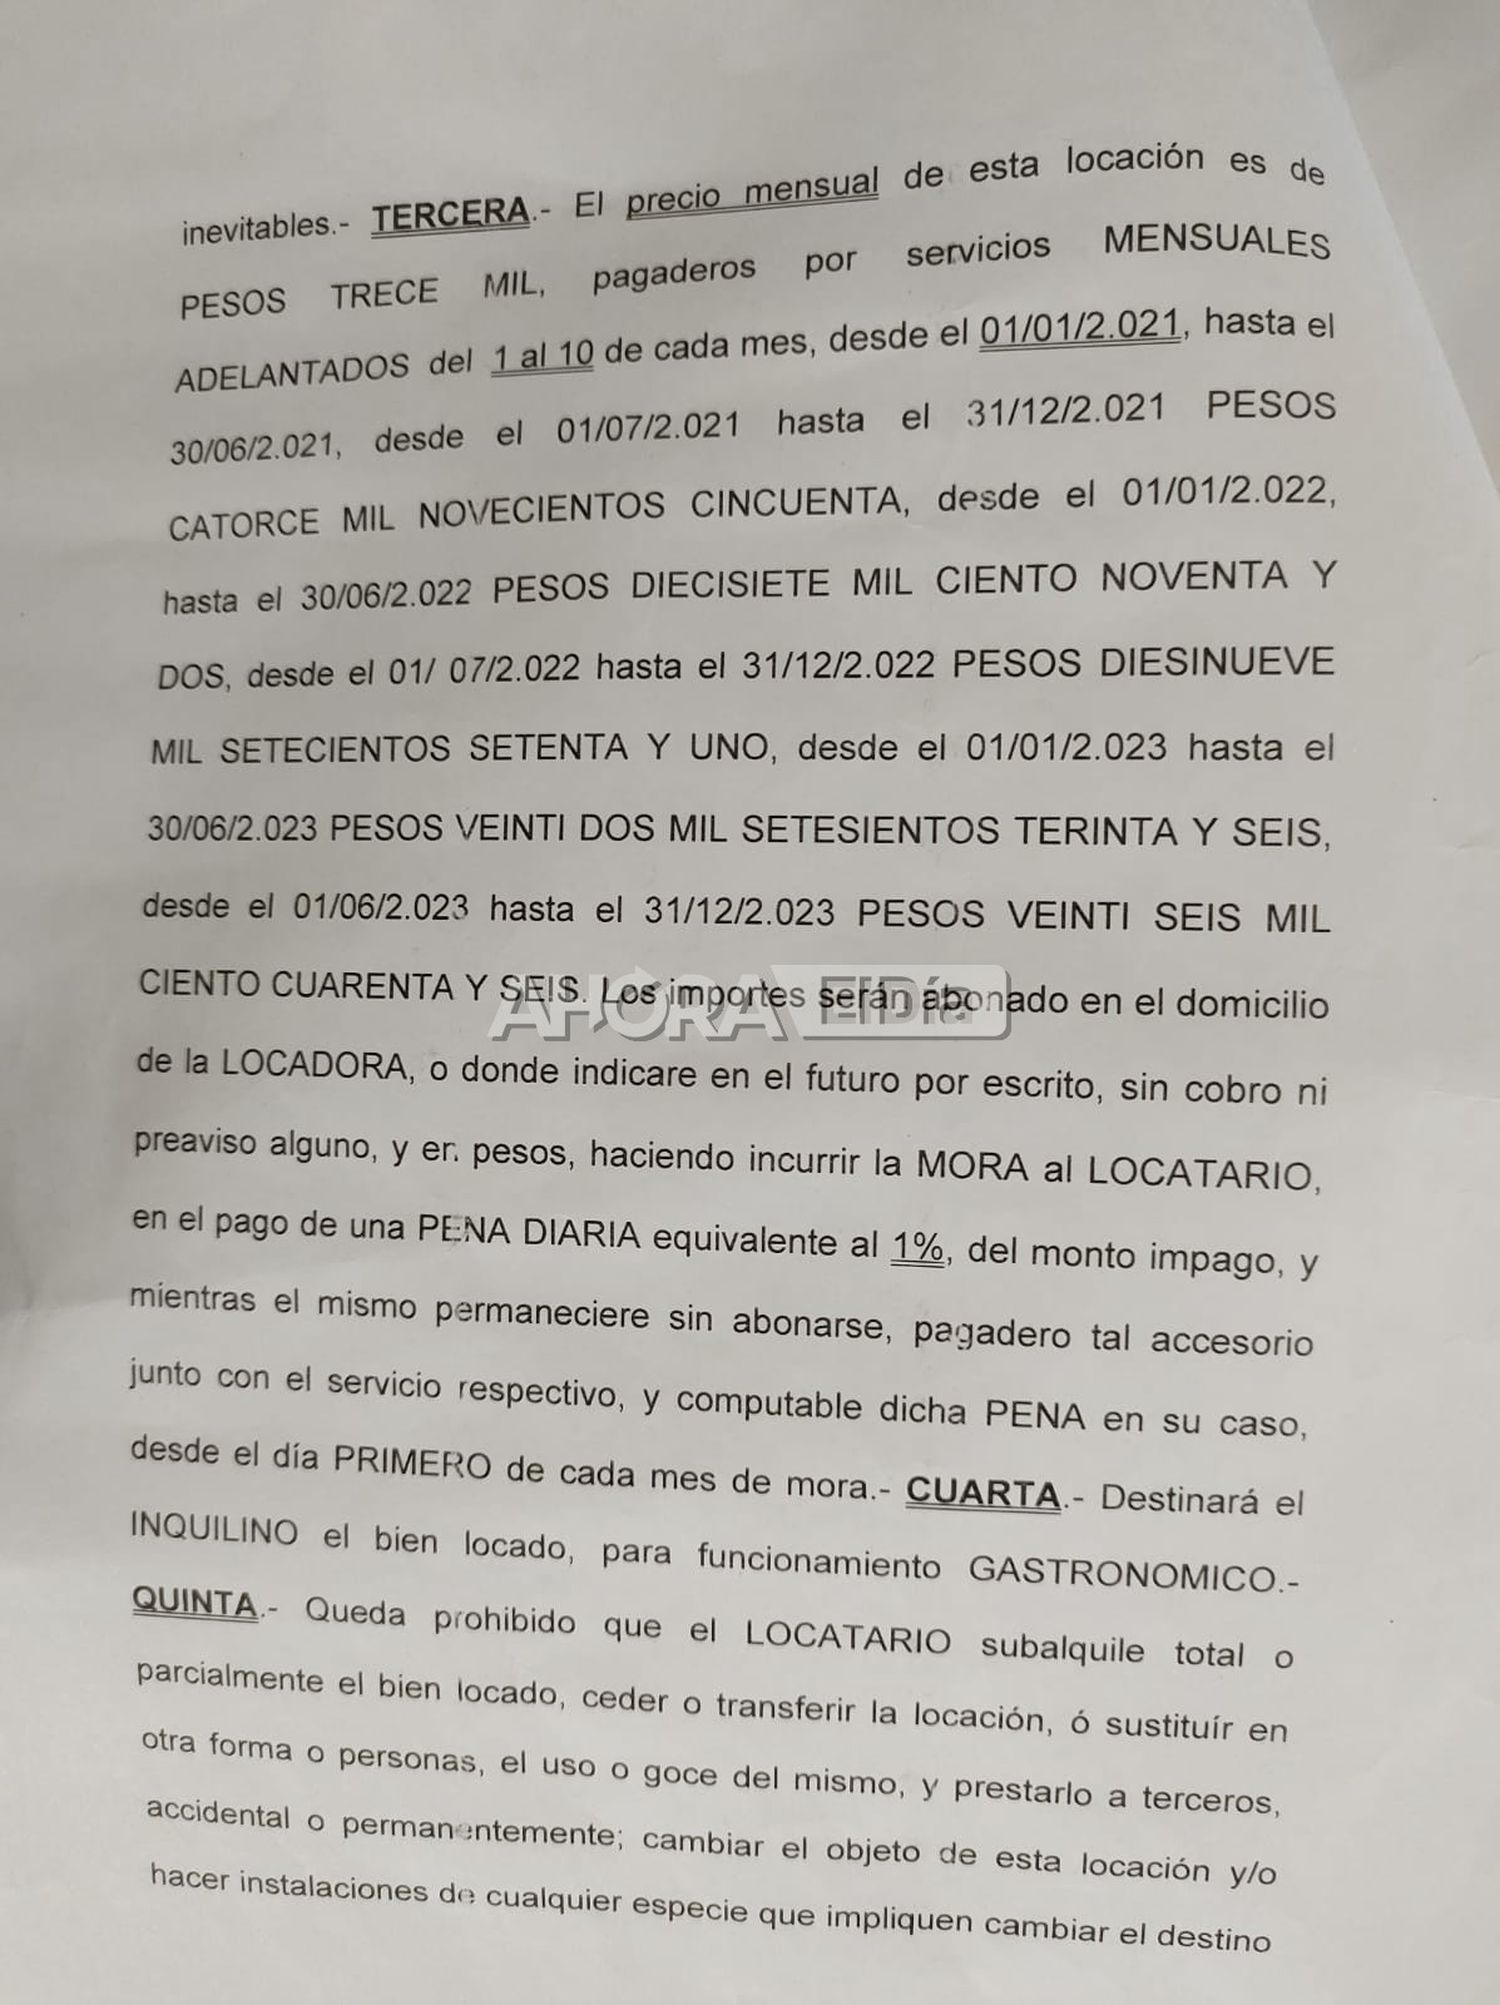 inevitables.- TERCERA.- El precio mensual de esta locación es de
PESOS TRECE MIL, pagaderos por servicios MENSUALES
ADELANTADOS del 1 al 10 de cada mes, desde el 01/01/2.021, hasta el
30/06/2.021, desde el 01/07/2.021 hasta el 31/12/2.021 PESOS
CATORCE MIL NOVECIENTOS CINCUENTA, desde el 01/01/2.022,
hasta el 30/06/2.022 PESOS DIECISIETE MIL CIENTO NOVENTA Y
DOS, desde el 01/ 07/2.022 hasta el 31/12/2.022 PESOS DIESINUEVE
MIL SETECIENTOS SETENTA Y UNO, desde el 01/01/2.023 hasta el
30/06/2.023 PESOS VEINTI DOS MIL SETESIENTOS TERINTA Y SEIS,
desde el 01/06/2.023 hasta el 31/12/2.023 PESOS VEINTI SEIS MIL
CIENTO CUARENTA Y SEIS. Los importes serán abonado en el domicilio
AHORA ElDía
de la LOCADORA, o donde indicare en el futuro por escrito, sin cobro ni
preaviso alguno, y en pesos, haciendo incurrir la MORA al LOCATARIO,
en el pago de una PENA DIARIA equivalente al 1%, del monto impago, y
mientras el mismo permaneciere sin abonarse, pagadero tal accesorio
junto con el servicio respectivo, y computable dicha PENA en su caso,
desde el día PRIMERO de cada mes de mora.- CUARTA.- Destinará el
INQUILINO el bien locado, para funcionamiento GASTRONOMICO.-
QUINTA.- Queda prohibido que el LOCATARIO subalquile total o
parcialmente el bien locado, ceder o transferir la locación, ó sustituír en
otra forma o personas, el uso o goce del mismo, y prestarlo a terceros,
accidental o permanentemente; cambiar el objeto de esta locación y/o
hacer instalaciones de cualquier especie que impliquen cambiar el destino